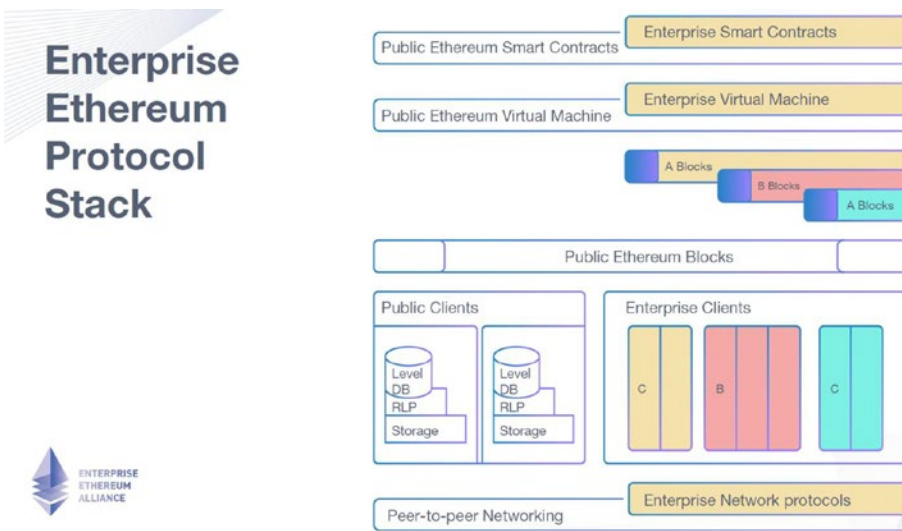 Enterprise
Ethereum
Protocol
Stack
Public Ethereum Smart Contracts
Enterprise Smart Contracts
Public Ethereum Virtual Machine
Enterprise Virtual Machine
A Blocks
B Blocks
A Blocks
Public Ethereum Blocks
Public Clients
Level
DB
RLP
Storage
Level
DB
RLP
Storage
Enterprise Clients
C
B
C
Peer-to-peer Networking
Enterprise Network protocols
ENTERPRISE
ETHEREUM
ALLIANCE